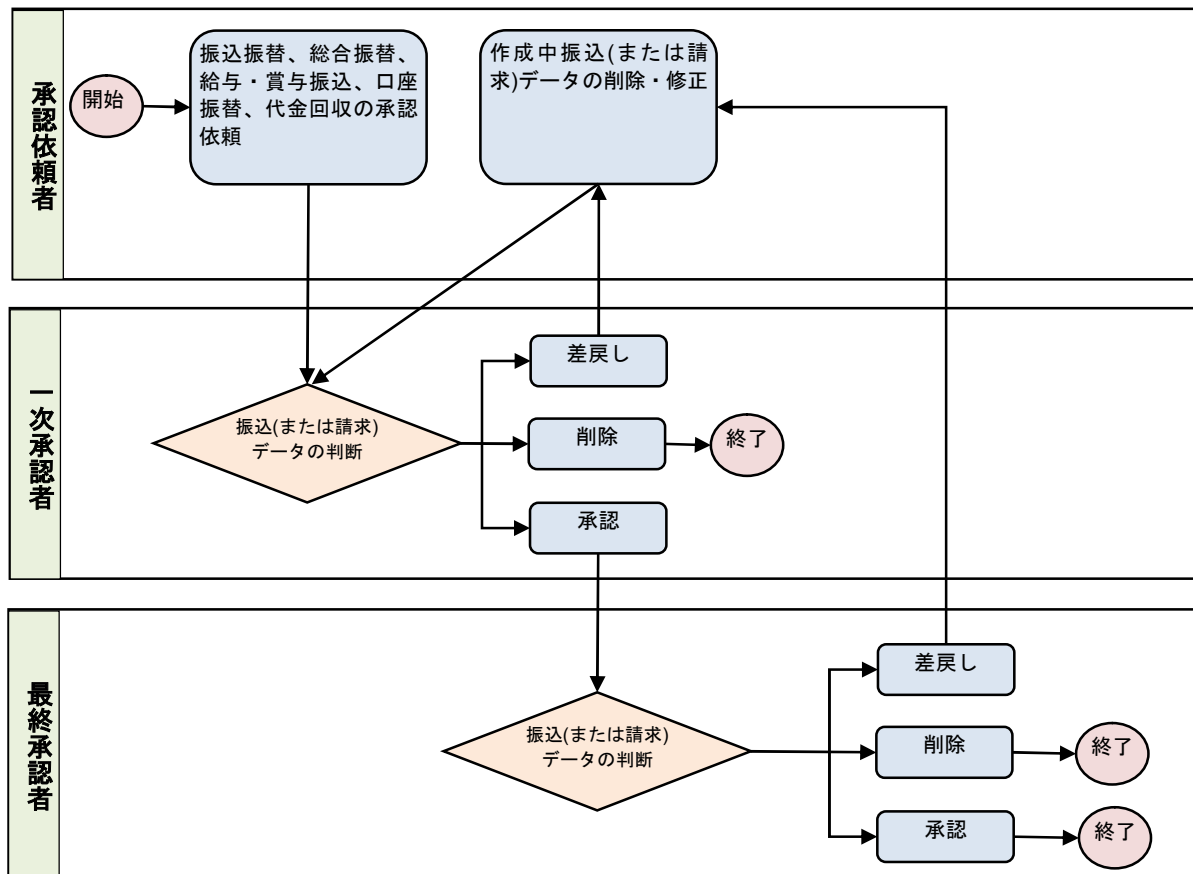 承認依頼者
開始
振込振替、総合振替、
給与・賞与振込、口座
振替、代金回収の承認
依頼
作成中振込(または請
求)データの削除・修正
一次承認者
振込(または請求)
データの判断
差戻し
削除
終了
承認
最終承認者
振込(または請求)
データの判断
差戻し
削除
終了
承認
終了